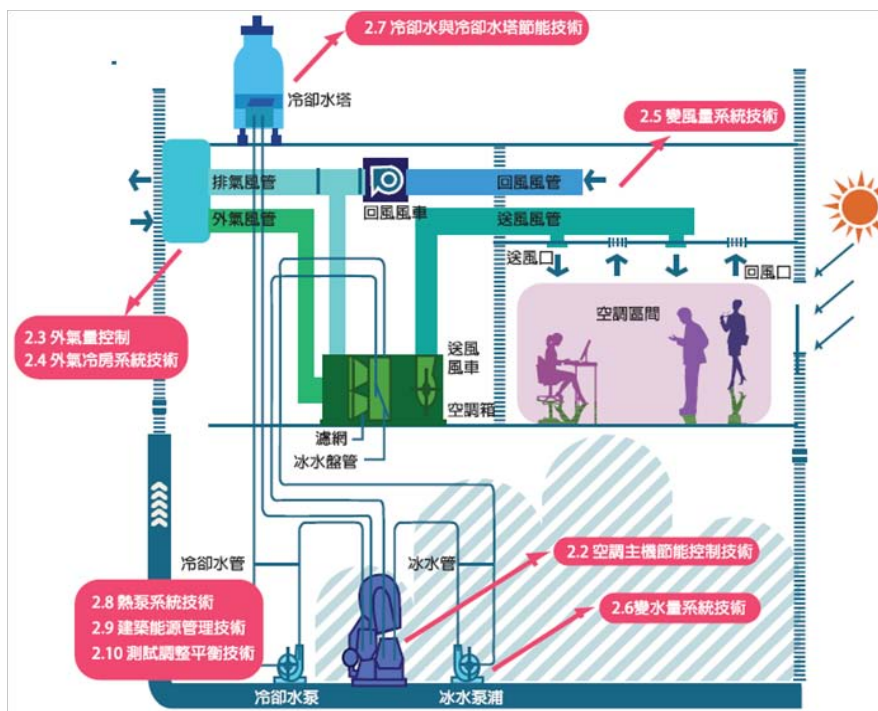 2.7 冷卻水與冷卻水塔節能技術
冷卻水塔
2.5 變風量系統技術
排氣風管
回風風車
回風風管
外氣風管
送風風管
送風口
回風口
空調區間
2.3 外氣量控制
2.4 外氣冷房系統技術
送風
風車
空調箱
濾網
冰水盤管
冷卻水管
冰水管
2.2 空調主機節能控制技術
2.8 熱泵系統技術
2.9 建築能源管理技術
2.10 測試調整平衡技術
2.6變水量系統技術
冷卻水泵
冰水泵浦